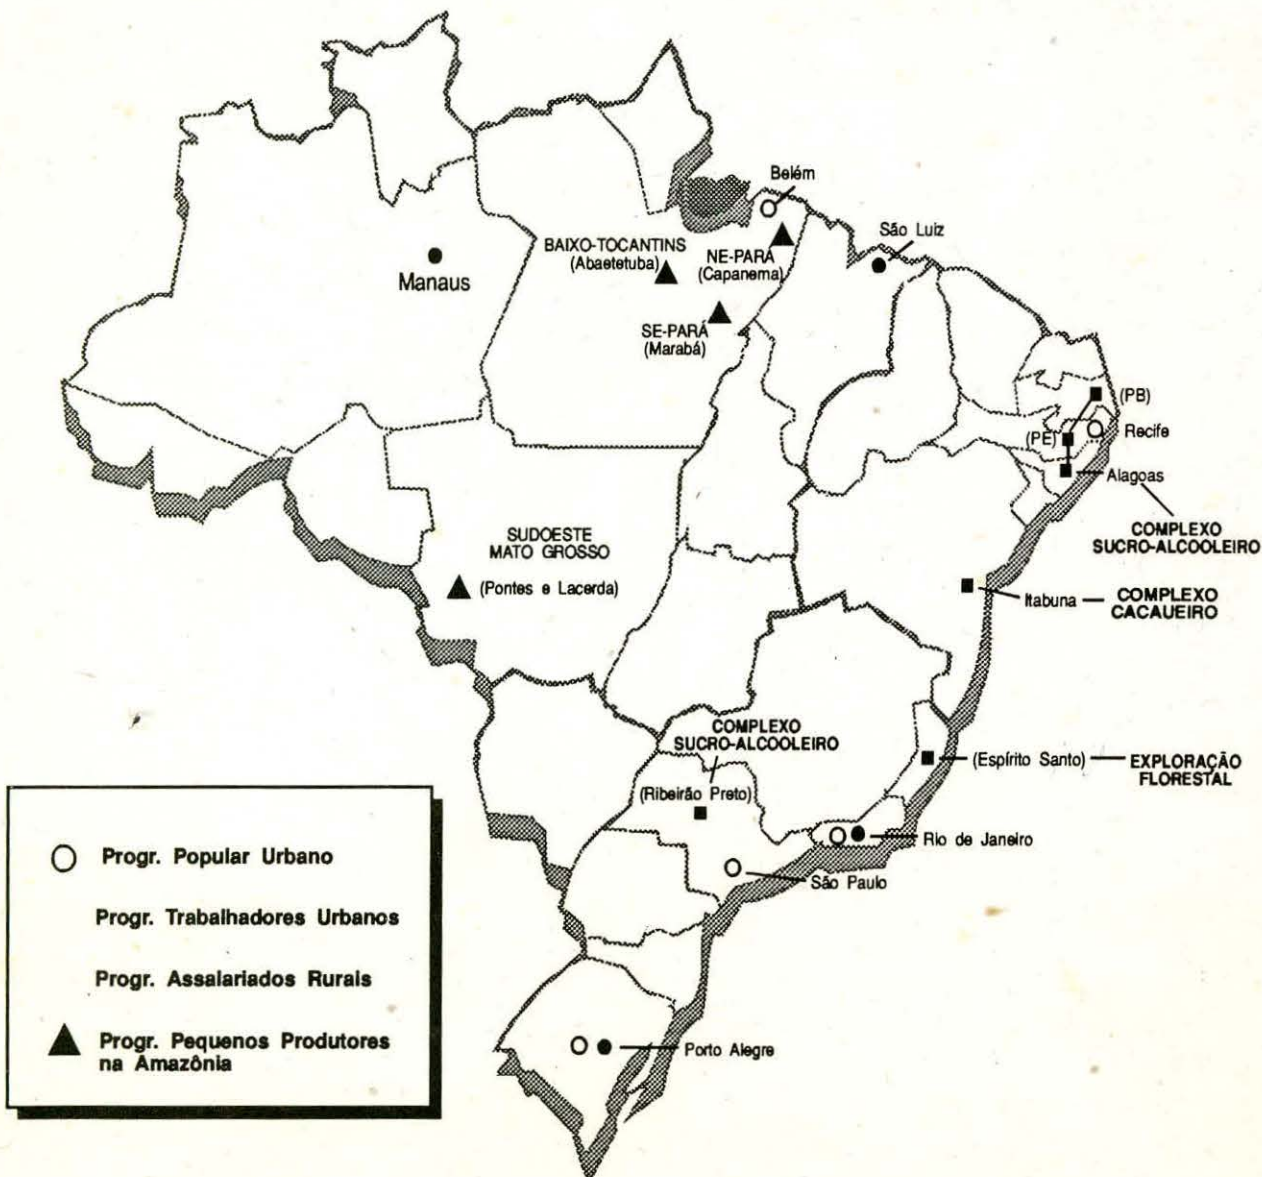 Belém
São Luiz
BAIXO-TOCANTINS
(Abaetetuba)
NE-PARÁ
(Capanema)
Manaus
SE-PARÁ
(Marabá)
(PB)
(PE)
Recife
Alagoas
COMPLEXO
SUCRO-ALCOOLEIRO
SUDOESTE
MATO GROSSO
(Pontes e Lacerda)
Itabuna
COMPLEXO
CACAUEIRO
COMPLEXO
SUCRO-ALCOOLEIRO
(Ribeirão Preto)
(Espírito Santo)
EXPLORAÇÃO
FLORESTAL
Rio de Janeiro
São Paulo
Porto Alegre
Progr. Popular Urbano
Progr. Trabalhadores Urbanos
Progr. Assalariados Rurais
Progr. Pequenos Produtores
na Amazônia